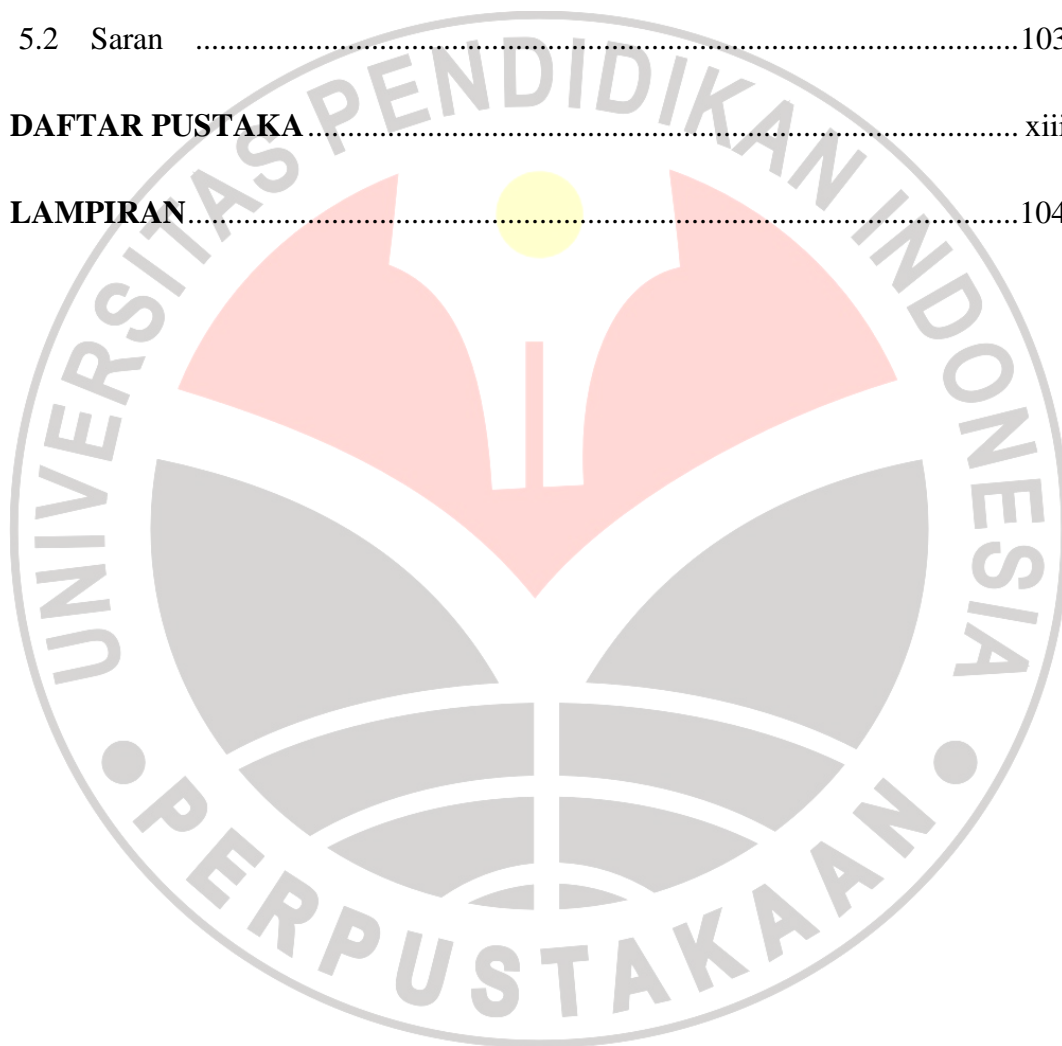 5.2 Saran ........................................................................................................103
DAFTAR PUSTAKA.......................................................................................... xiii
LAMPIRAN.........................................................................................................104
UNIVERSITAS PENDIDIKAN INDONESIA
PERPUSTAKAAN